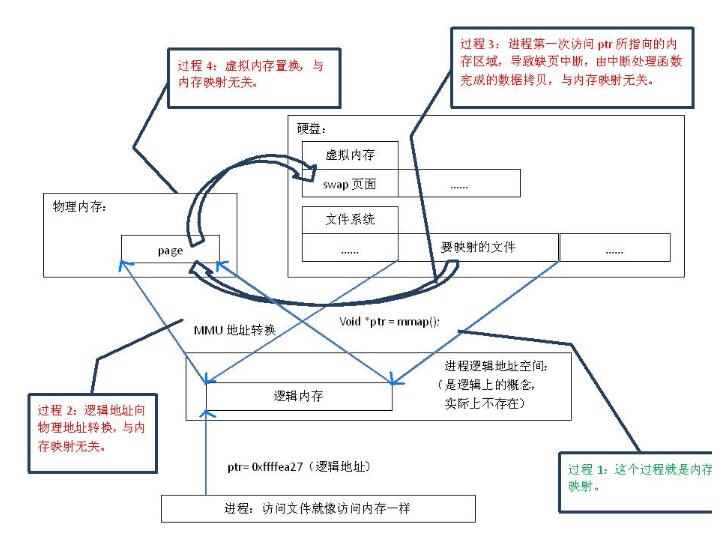 过程 4：虚拟内存置换，与
内存映射无关。
过程 3：进程第一次访问 ptr 所指向的内
存区域，导致缺页中断，由中断处理函数
完成的数据拷贝，与内存映射无关。
硬盘：
虚拟内存
swap 页面
......
物理内存：
文件系统
page
......
要映射的文件
......
MMU 地址转换
Void *ptr = mmap();
进程逻辑地址空间：
（是逻辑上的概念，
实际上不存在）
逻辑内存
过程 2：逻辑地址向
物理地址转换，与内
存映射无关。
ptr= 0xffffea27（逻辑地址）
过程 1：这个过程就是内存
映射。
进程：访问文件就像访问内存一样